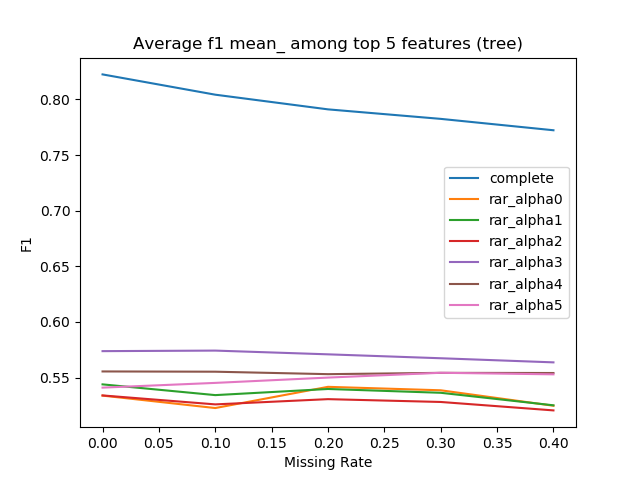 Average f1 mean_ among top 5 features (tree)
F1
0.80
0.75
0.70
0.65
0.60
0.55
complete
rar_alpha0
rar_alpha1
rar_alpha2
rar_alpha3
rar_alpha4
rar_alpha5
0.00 0.05 0.10 0.15 0.20 0.25 0.30 0.35 0.40
Missing Rate